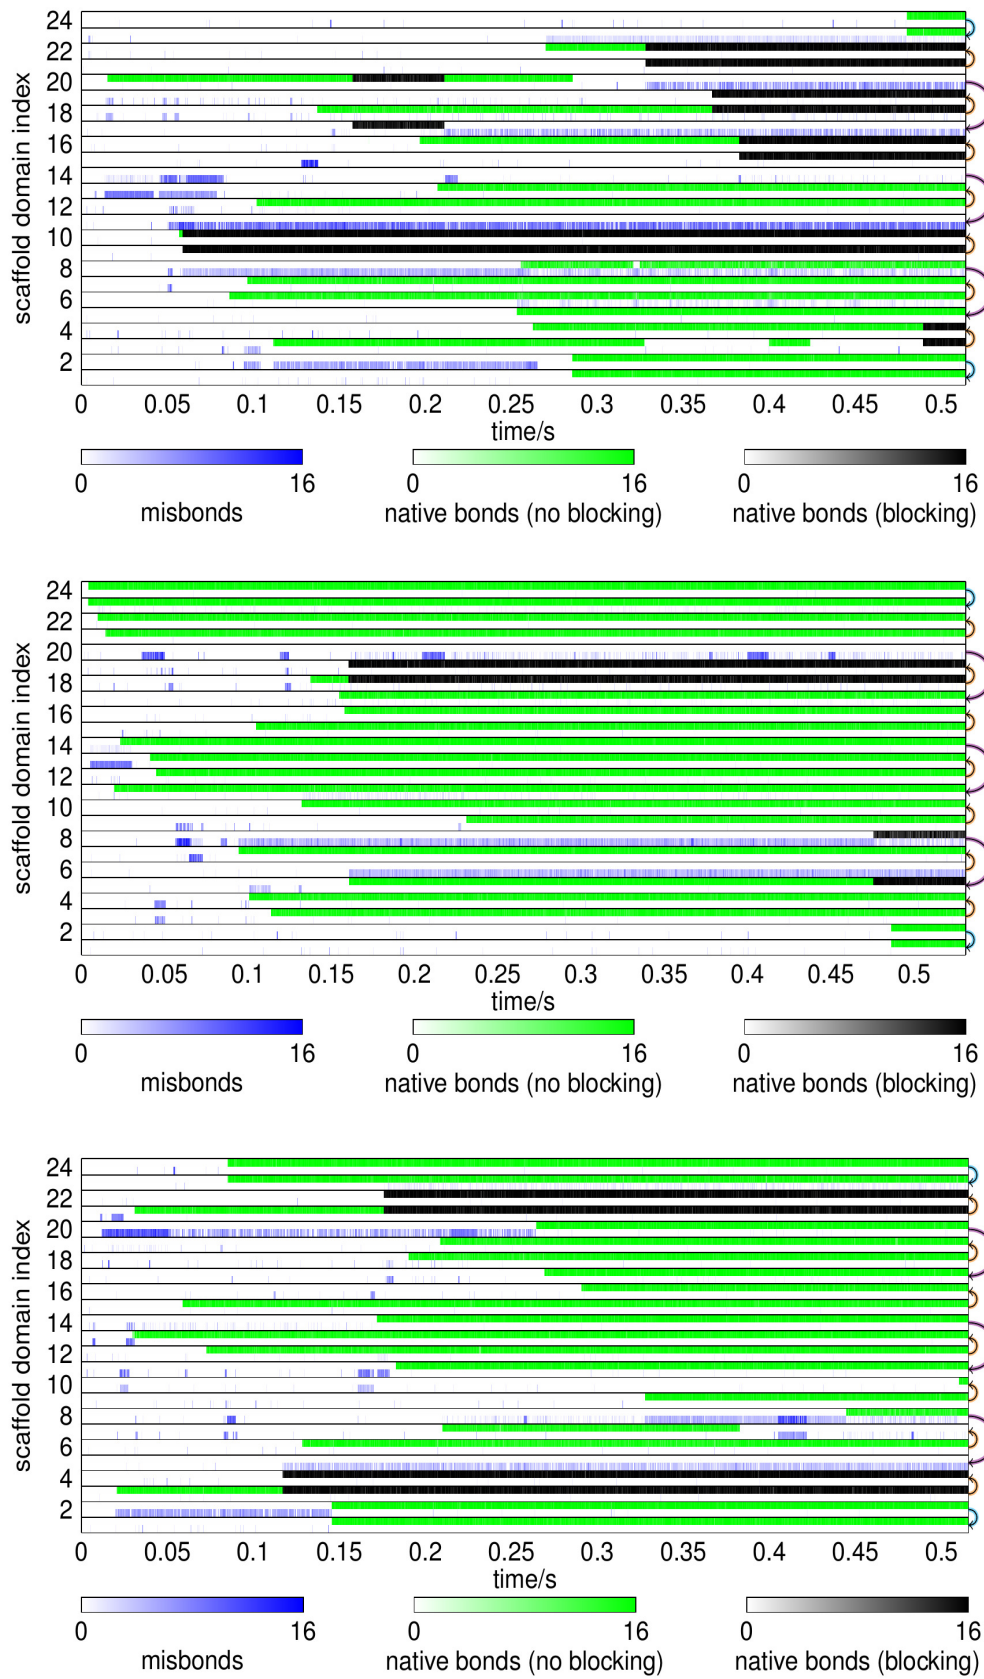 scaffold domain index
24
22
20
18
16
14
12
10
8
6
4
2
0 0.05 0.1 0.15 0.2 0.25 0.3 0.35 0.4 0.45 0.5
time/s
0 16 0 16 0 16
misbonds native bonds (no blocking) native bonds (blocking)
scaffold domain index
24
22
20
18
16
14
12
10
8
6
4
2
0 0.05 0.1 0.15 0.2 0.25 0.3 0.35 0.4 0.45 0.5
time/s
0 16 0 16 0 16
misbonds native bonds (no blocking) native bonds (blocking)
scaffold domain index
24
22
20
18
16
14
12
10
8
6
4
2
0 0.05 0.1 0.15 0.2 0.25 0.3 0.35 0.4 0.45 0.5
time/s
0 16 0 16 0 16
misbonds native bonds (no blocking) native bonds (blocking)